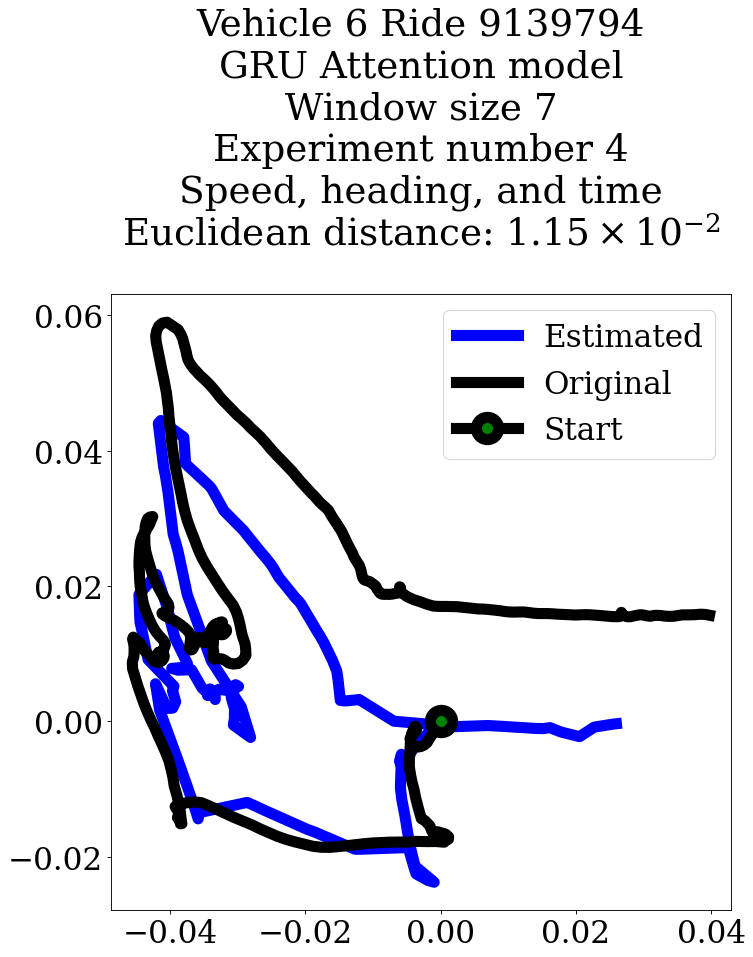 Vehicle 6 Ride 9139794
GRU Attention model
Window size 7
Experiment number 4
Speed, heading, and time
Euclidean distance: 1.15 × 10⁻²
Estimated
Original
Start
0.06
0.04
0.02
0.00
−0.02
−0.04 −0.02 0.00 0.02 0.04